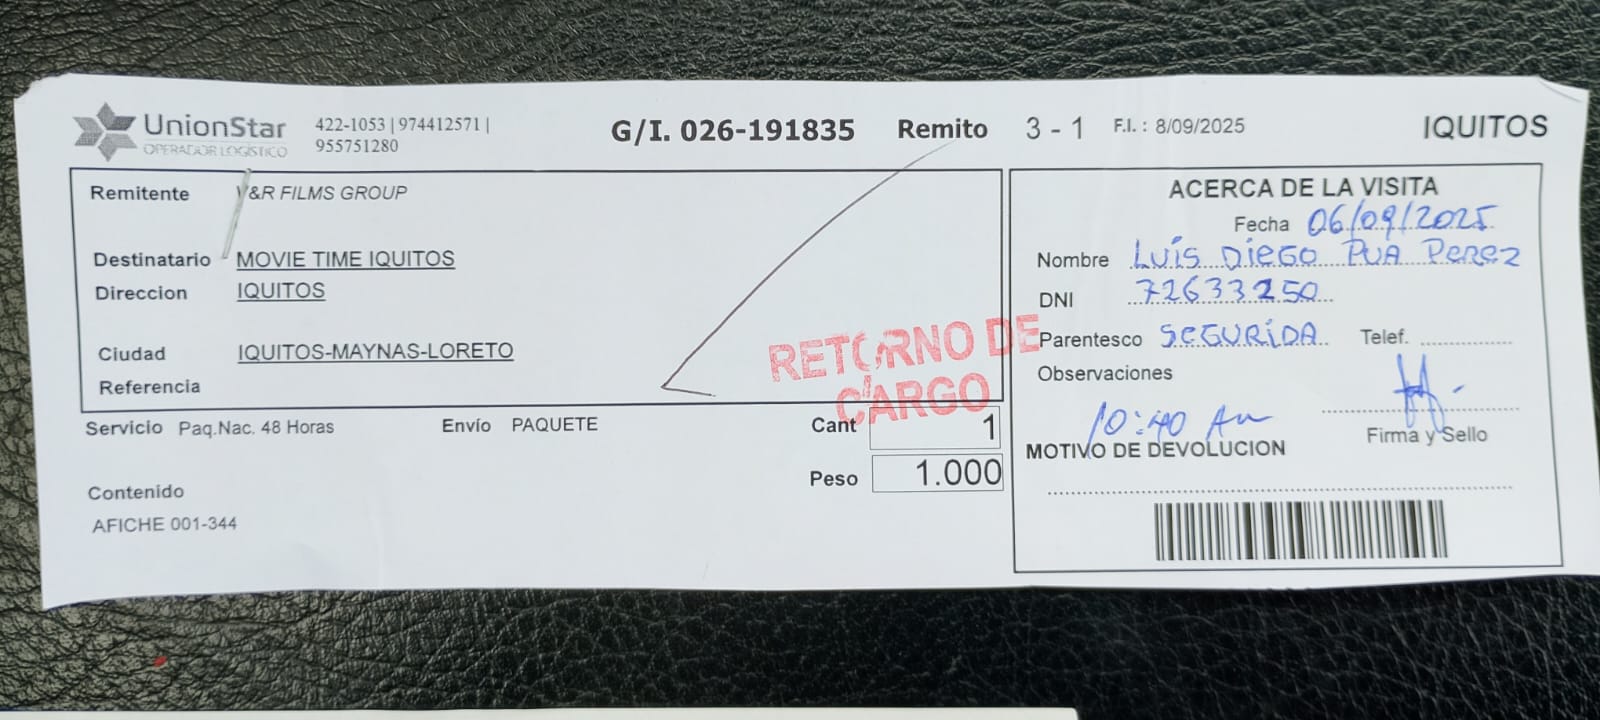 UnionStar
OPERADOR LOGÍSTICO
422-1053 | 974412571 |
955751280
G/I. 026-191835 Remito 3 - 1 F.I. : 8/09/2025 IQUITOS
Remitente V&R FILMS GROUP
Destinatario MOVIE TIME IQUITOS
Direccion IQUITOS
Ciudad IQUITOS-MAYNAS-LORETO
Referencia
RETORNO DE
CARGO
Servicio Paq.Nac. 48 Horas Envío PAQUETE Cant 1
Peso 1.000
Contenido
AFICHE 001-344
ACERCA DE LA VISITA
Fecha 06/09/2025
Nombre Luis Diego PUA Perez
DNI 72633250
Parentesco SEGURIDA Telef.
Observaciones
10:40 Am
Firma y Sello
MOTIVO DE DEVOLUCION